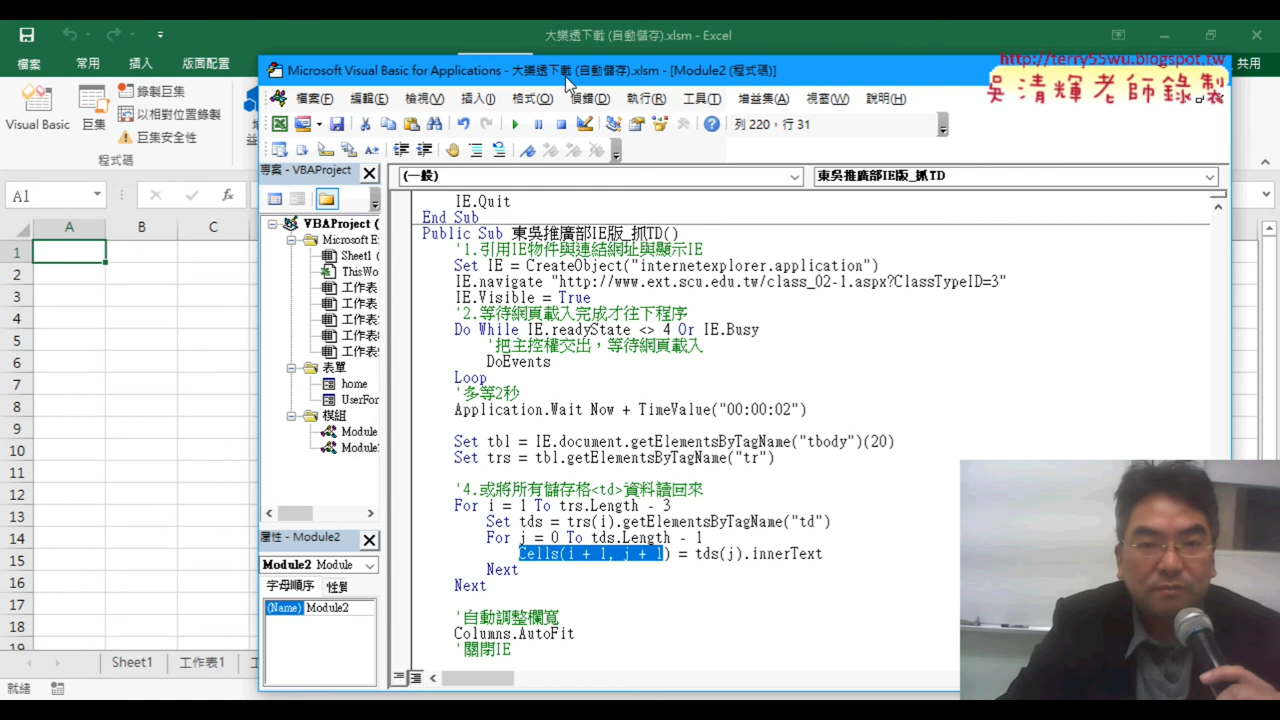 大樂透下載 (自動儲存).xlsm - Excel
檔案 常用 插入 版面配置
共用
http://terry55wu.blogspot.tw
吳清輝老師錄製
Visual Basic
巨集
錄製巨集
以相對位置錄製
巨集安全性
程式碼
A1
fx
A B C
1
2
3
4
5
6
7
8
9
10
11
12
13
14
15
16
17
18
19
Sheet1 工作表1
就緒
Microsoft Visual Basic for Applications - 大樂透下載 (自動儲存).xlsm - [Module2 (程式碼)]
檔案(F) 編輯(E) 檢視(V) 插入(I) 格式(O) 偵錯(D) 執行(R) 工具(T) 增益集(A) 視窗(W) 說明(H)
列 220，行 31
專案 - VBAProject
VBAProject (
Microsoft E
Sheet1 (
ThisWo
工作表
工作表
工作表
工作表
工作表
表單
home
UserFor
模組
Module
Module
屬性 - Module2
Module2 Module
字母順序 性質
(Name) Module2
(一般)
東吳推廣部IE版_抓TD
IE.Quit
End Sub
Public Sub 東吳推廣部IE版_抓TD()
'1.引用IE物件與連結網址與顯示IE
Set IE = CreateObject("internetexplorer.application")
IE.navigate "http://www.ext.scu.edu.tw/class_02-1.aspx?ClassTypeID=3"
IE.Visible = True
'2.等待網頁載入完成才往下程序
Do While IE.readyState <> 4 Or IE.Busy
'把主控權交出，等待網頁載入
DoEvents
Loop
'多等2秒
Application.Wait Now + TimeValue("00:00:02")
Set tbl = IE.document.getElementsByTagName("tbody")(20)
Set trs = tbl.getElementsByTagName("tr")
'4.或將所有儲存格<td>資料讀回來
For i = 1 To trs.Length - 3
Set tds = trs(i).getElementsByTagName("td")
For j = 0 To tds.Length - 1
Cells(i + 1, j + 1) = tds(j).innerText
Next
Next
'自動調整欄寬
Columns.AutoFit
'關閉IE